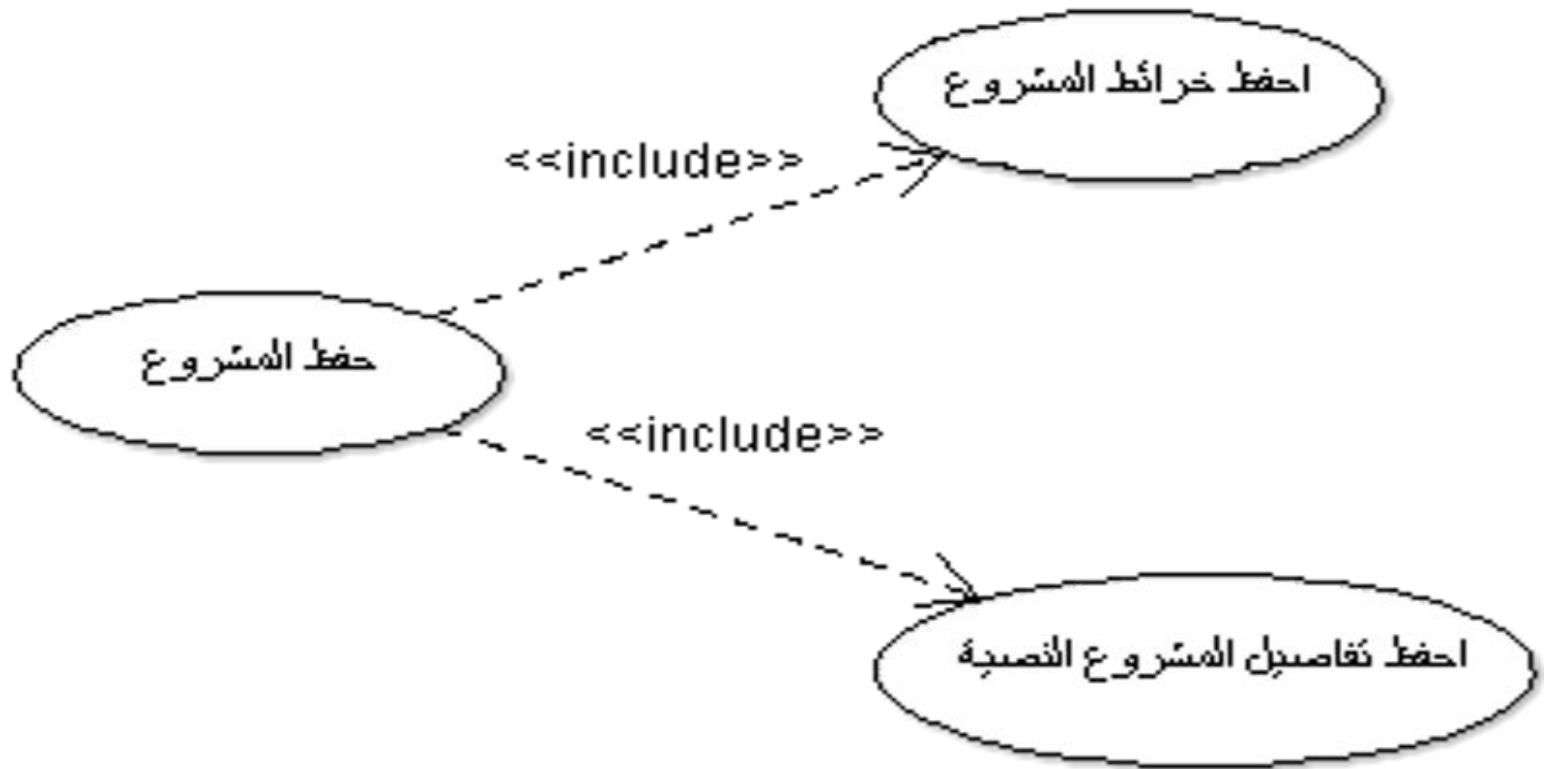 احفظ خرائط المشروع
<<include>>
حفظ المشروع
<<include>>
احفظ تفاصيل المشروع النصية